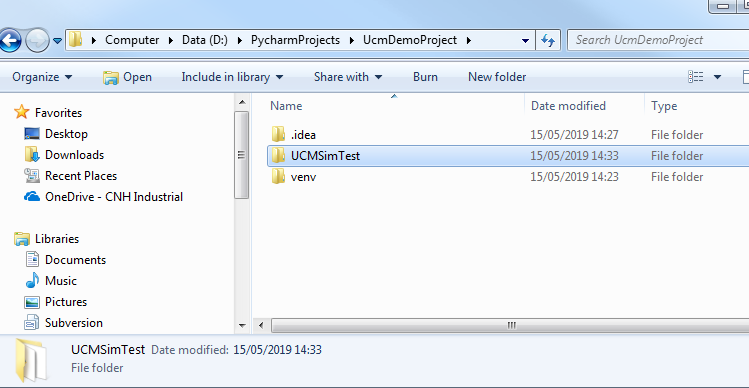 Computer Data (D:) PycharmProjects UcmDemoProject Search UcmDemoProject
Organize Open Include in library Share with Burn New folder
Favorites
Desktop
Downloads
Recent Places
OneDrive - CNH Industrial
Libraries
Documents
Music
Pictures
Subversion
Name Date modified Type
.idea 15/05/2019 14:27 File folder
UCMSimTest 15/05/2019 14:33 File folder
venv 15/05/2019 14:23 File folder
UCMSimTest Date modified: 15/05/2019 14:33
File folder